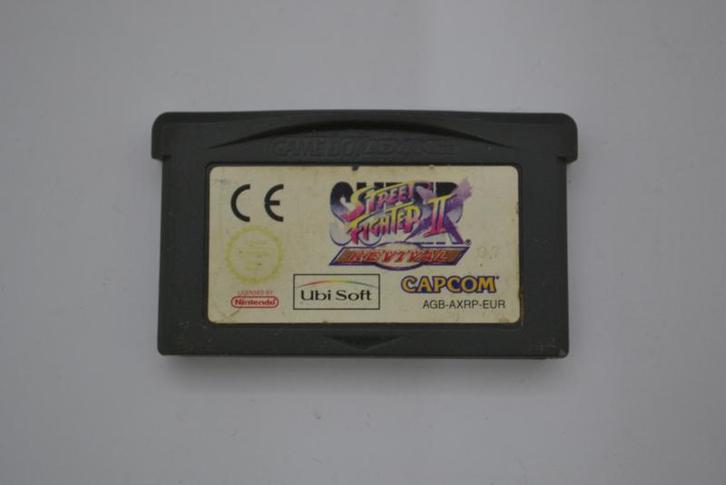 GAME BOY ADVANCE
CE
SUPER
STREET
FIGHTER II
X
REVIVAL
®
LICENSED BY
Nintendo
Ubi Soft
CAPCOM
AGB-AXRP-EUR